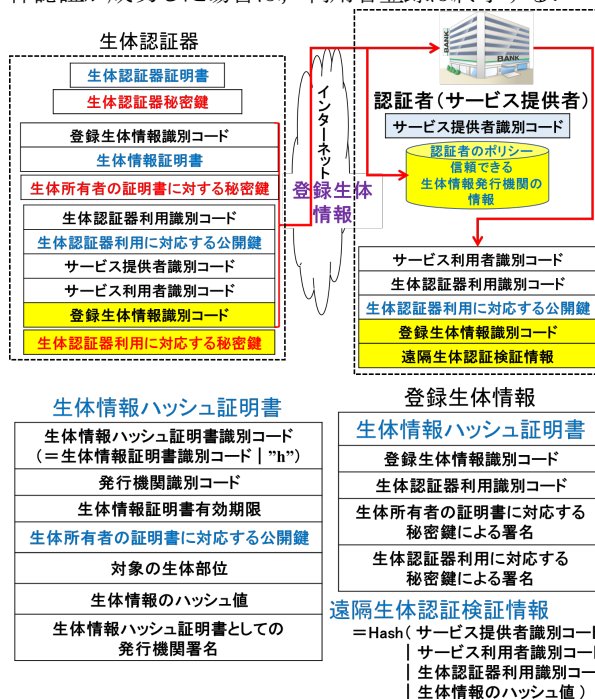 生体認証器
生体認証器証明書
生体認証器秘密鍵
登録生体情報識別コード
生体情報証明書
生体所有者の証明書に対する秘密鍵
生体認証器利用識別コード
生体認証器利用に対応する公開鍵
サービス提供者識別コード
サービス利用者識別コード
登録生体情報識別コード
生体認証器利用に対応する秘密鍵
インターネット
登録生体
情報
BANK
BANK
認証者(サービス提供者)
サービス提供者識別コード
認証者のポリシー
信頼できる
生体情報発行機関の
情報
サービス利用者識別コード
生体認証器利用識別コード
生体認証器利用に対応する公開鍵
登録生体情報識別コード
遠隔生体認証検証情報
生体情報ハッシュ証明書
生体情報ハッシュ証明書識別コード
(=生体情報証明書識別コード | ”h”)
発行機関識別コード
生体情報証明書有効期限
生体所有者の証明書に対応する公開鍵
対象の生体部位
生体情報のハッシュ値
生体情報ハッシュ証明書としての
発行機関署名
登録生体情報
生体情報ハッシュ証明書
登録生体情報識別コード
生体認証器利用識別コード
生体所有者の証明書に対応する
秘密鍵による署名
生体認証器利用に対応する
秘密鍵による署名
遠隔生体認証検証情報
=Hash( サービス提供者識別コード
| サービス利用者識別コード
| 生体認証器利用識別コード
| 生体情報のハッシュ値 )